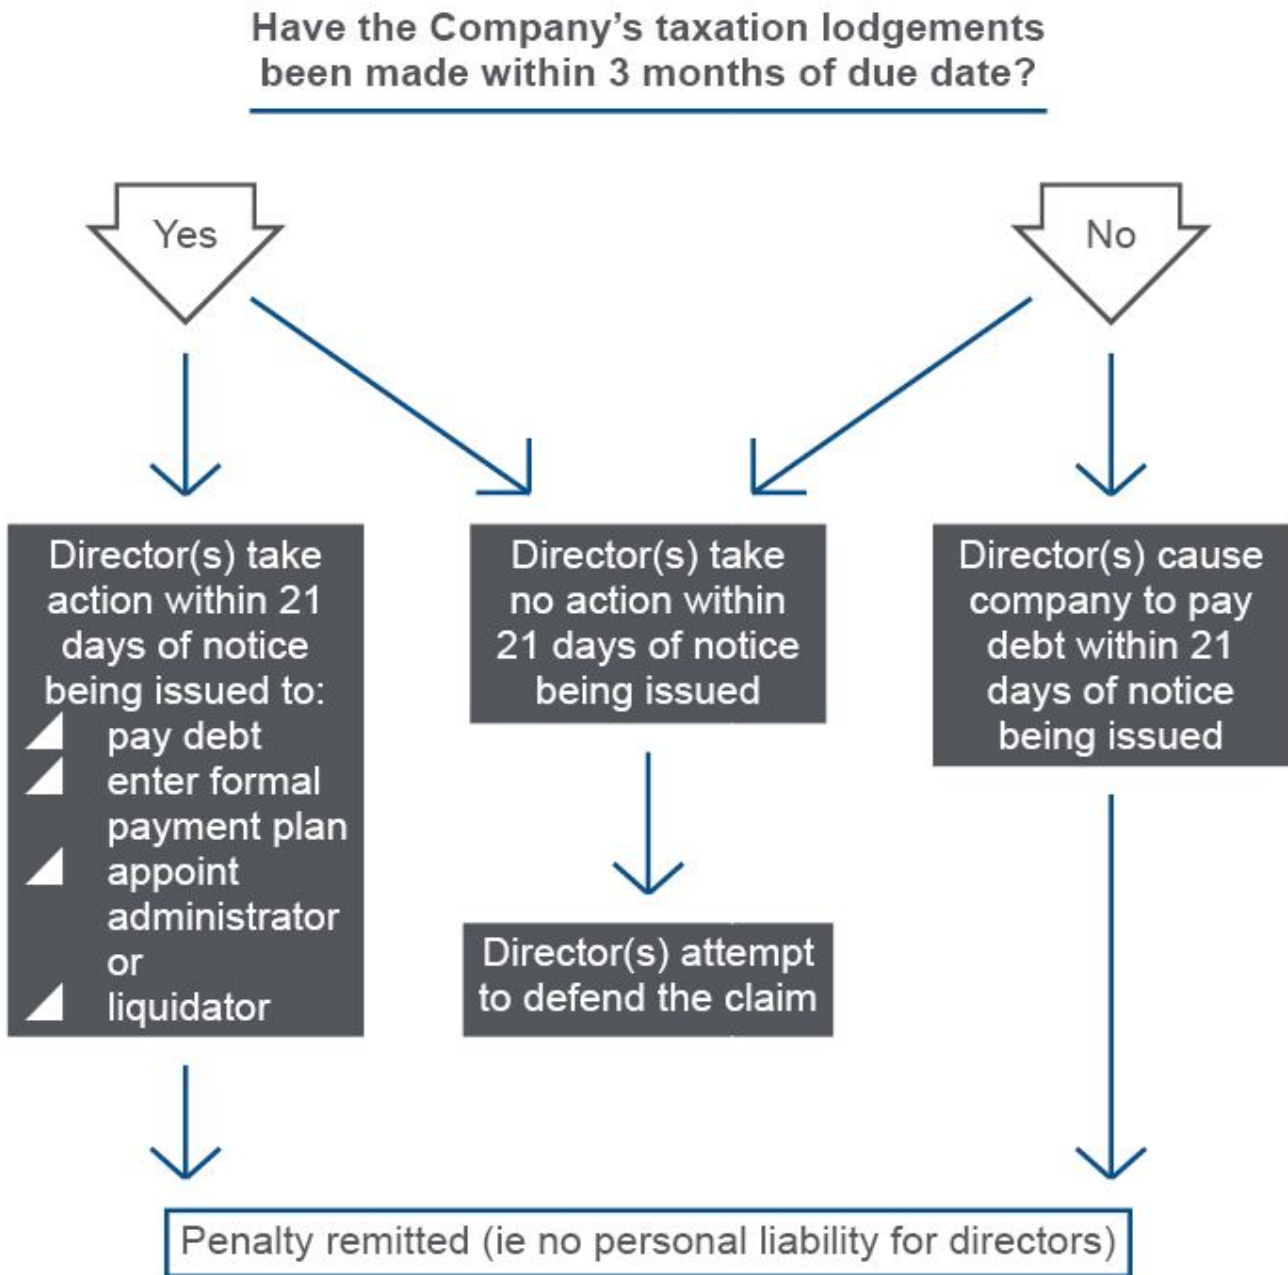 Have the Company’s taxation lodgements
been made within 3 months of due date?
Yes
No
Director(s) take
action within 21
days of notice
being issued to:
pay debt
enter formal
payment plan
appoint
administrator
or
liquidator
Director(s) take
no action within
21 days of notice
being issued
Director(s) cause
company to pay
debt within 21
days of notice
being issued
Director(s) attempt
to defend the claim
Penalty remitted (ie no personal liability for directors)